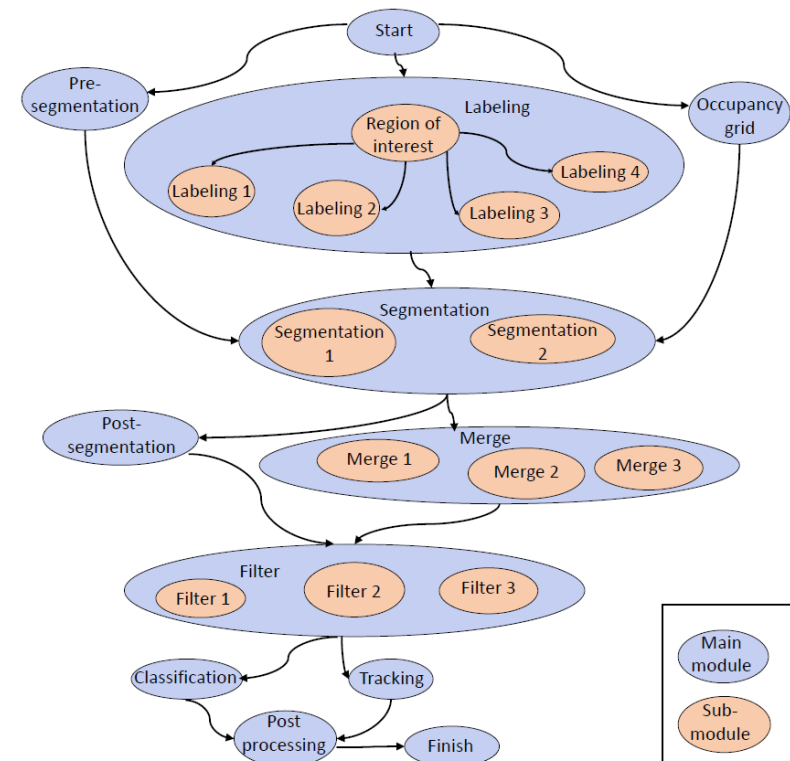 Start
Pre-
segmentation
Labeling
Occupancy
grid
Region of
interest
Labeling 1
Labeling 2
Labeling 3
Labeling 4
Segmentation
Segmentation
1
Segmentation
2
Post-
segmentation
Merge
Merge 1
Merge 2
Merge 3
Filter
Filter 1
Filter 2
Filter 3
Classification
Tracking
Post
processing
Finish
Main
module
Sub-
module